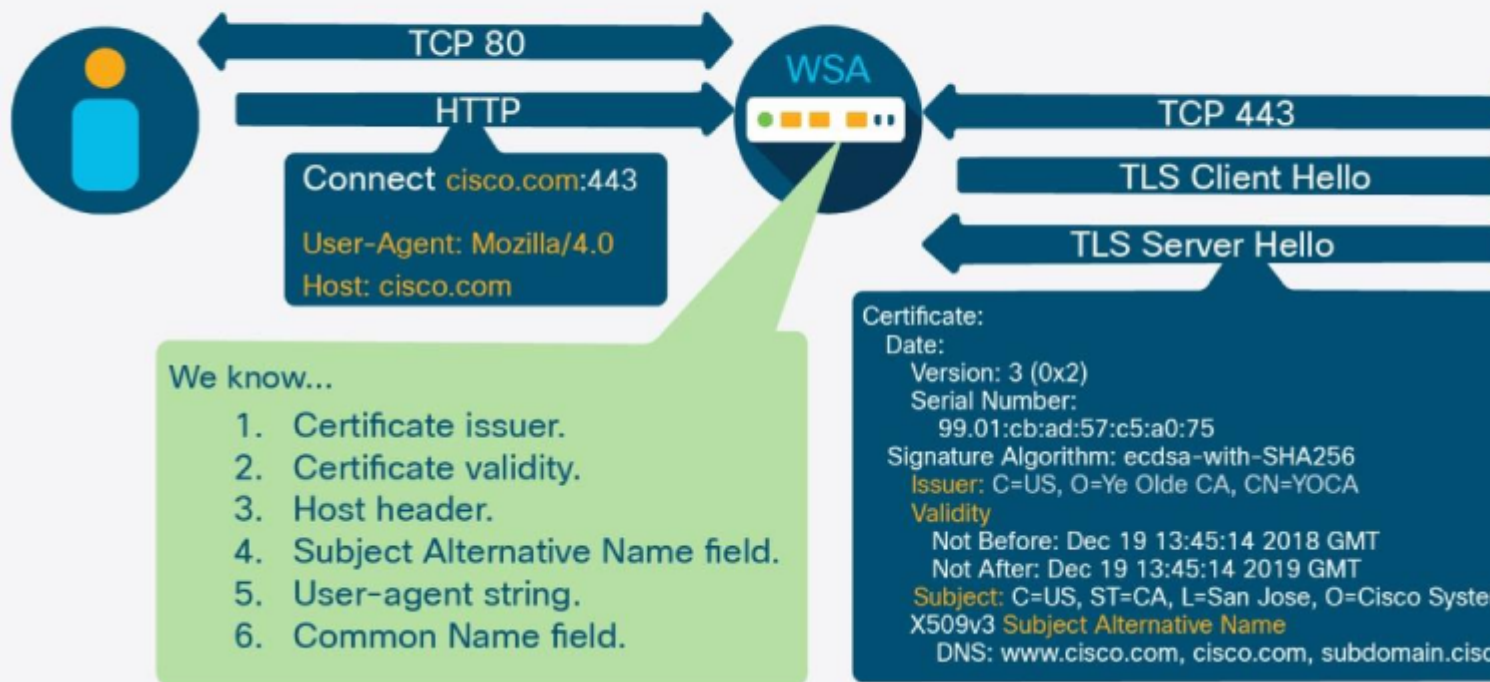 TCP 80
HTTP
Connect cisco.com:443
User-Agent: Mozilla/4.0
Host: cisco.com
WSA
TCP 443
TLS Client Hello
TLS Server Hello
We know...
1. Certificate issuer.
2. Certificate validity.
3. Host header.
4. Subject Alternative Name field.
5. User-agent string.
6. Common Name field.
Certificate:
Date:
Version: 3 (0x2)
Serial Number:
99.01:cb:ad:57:c5:a0:75
Signature Algorithm: ecdsa-with-SHA256
Issuer: C=US, O=Ye Olde CA, CN=YOCA
Validity
Not Before: Dec 19 13:45:14 2018 GMT
Not After: Dec 19 13:45:14 2019 GMT
Subject: C=US, ST=CA, L=San Jose, O=Cisco Syste
X509v3 Subject Alternative Name
DNS: www.cisco.com, cisco.com, subdomain.cisc